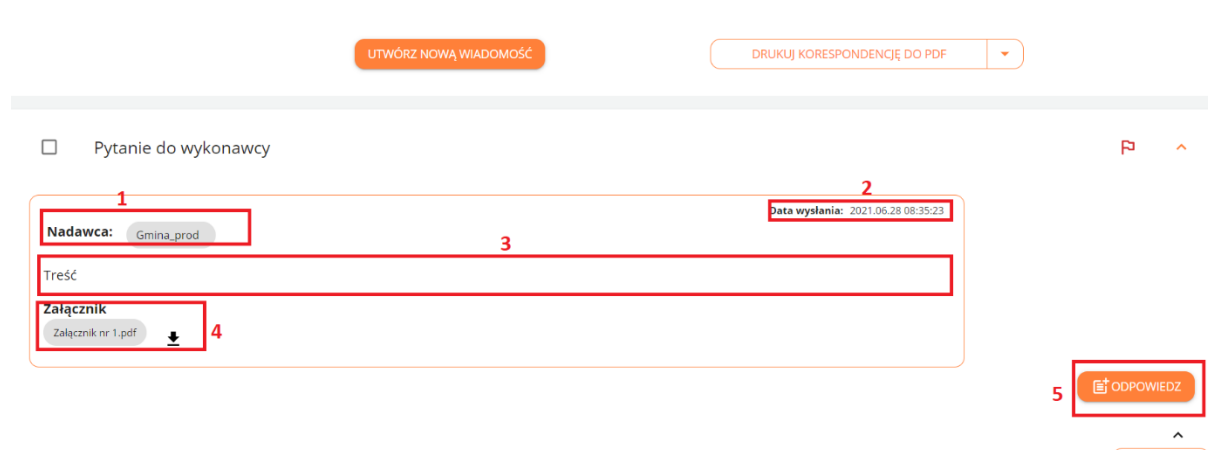 UTWÓRZ NOWĄ WIADOMOŚĆ
DRUKUJ KORESPONDENCJĘ DO PDF
Pytanie do wykonawcy
1
2
Data wysłania: 2021.06.28 08:35:23
Nadawca: Gmina_prod
3
Treść
Załącznik
Załącznik nr 1.pdf
4
5
ODPOWIEDZ